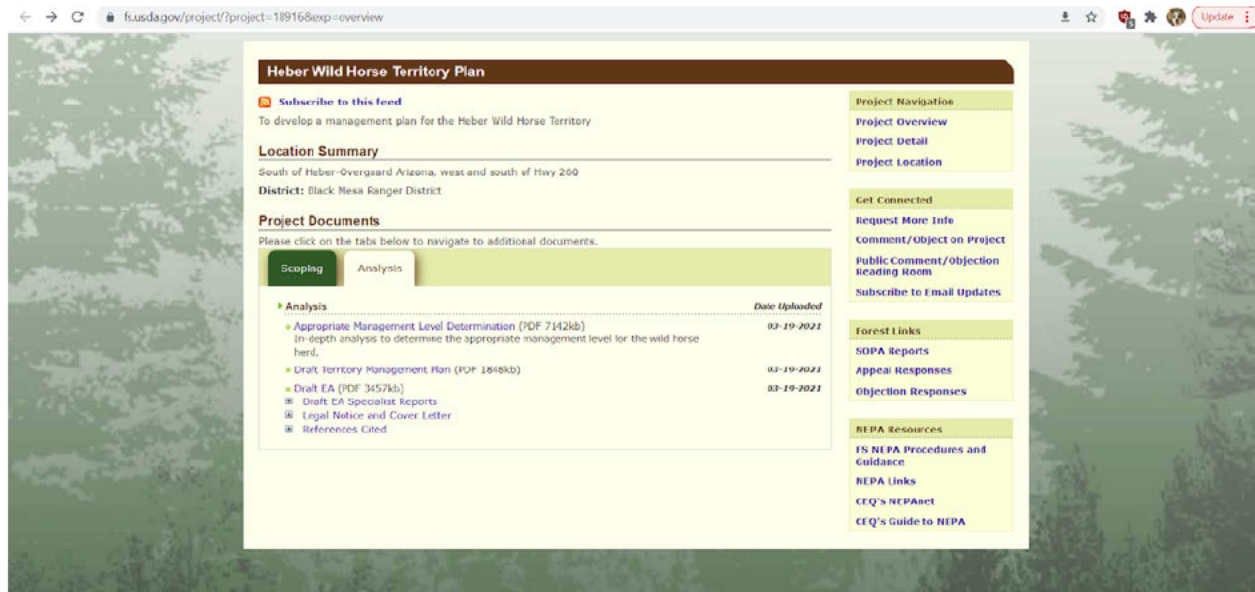 fs.usda.gov/project/?project=18916&exp=overview
Update
Heber Wild Horse Territory Plan
Subscribe to this feed
To develop a management plan for the Heber Wild Horse Territory
Location Summary
South of Heber-Overgaard Arizona, west and south of Hwy 260
District: Black Mesa Ranger District
Project Documents
Please click on the tabs below to navigate to additional documents.
Scoping
Analysis
Analysis Date Uploaded
Appropriate Management Level Determination (PDF 7142kb) 03-19-2021
In-depth analysis to determine the appropriate management level for the wild horse
herd.
Draft Territory Management Plan (PDF 1848kb) 03-19-2021
Draft EA (PDF 3457kb) 03-19-2021
Draft EA Specialist Reports
Legal Notice and Cover Letter
References Cited
Project Navigation
Project Overview
Project Detail
Project Location
Get Connected
Request More Info
Comment/Object on Project
Public Comment/Objection
Reading Room
Subscribe to Email Updates
Forest Links
SOPA Reports
Appeal Responses
Objection Responses
NEPA Resources
FS NEPA Procedures and
Guidance
NEPA Links
CEQ's NEPAnet
CEQ's Guide to NEPA